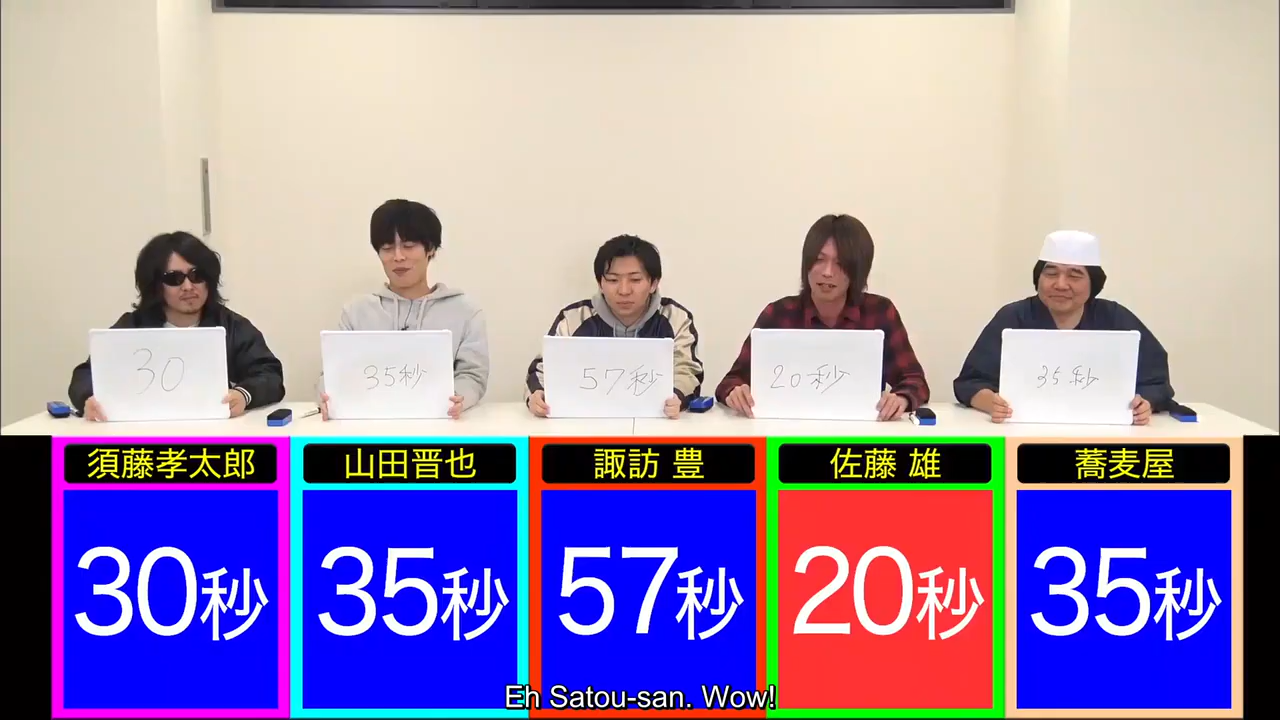 30
35秒
57秒
20秒
35秒
須藤孝太郎
山田晋也
諏訪 豊
佐藤 雄
蕎麦屋
30秒
35秒
57秒
20秒
35秒
Eh Satou-san. Wow!